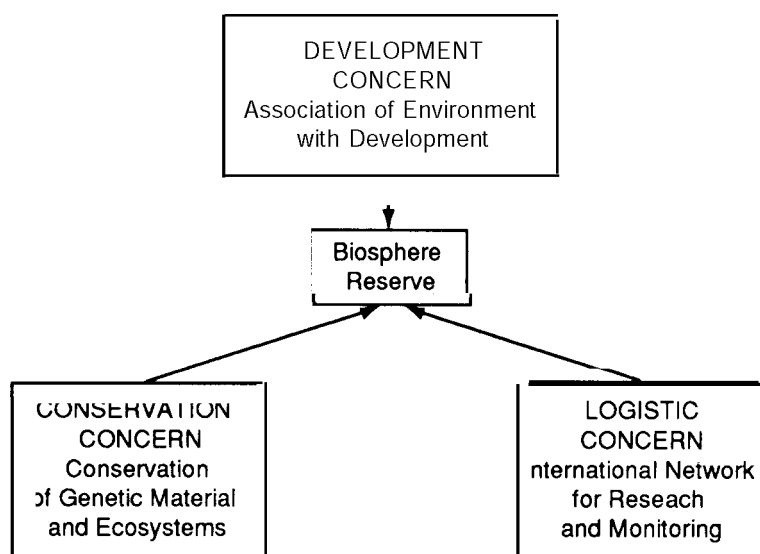 DEVELOPMENT
CONCERN
Association of Environment
with Development
Biosphere
Reserve
CONSERVATION
CONCERN
Conservation
of Genetic Material
and Ecosystems
LOGISTIC
CONCERN
nternational Network
for Reseach
and Monitoring